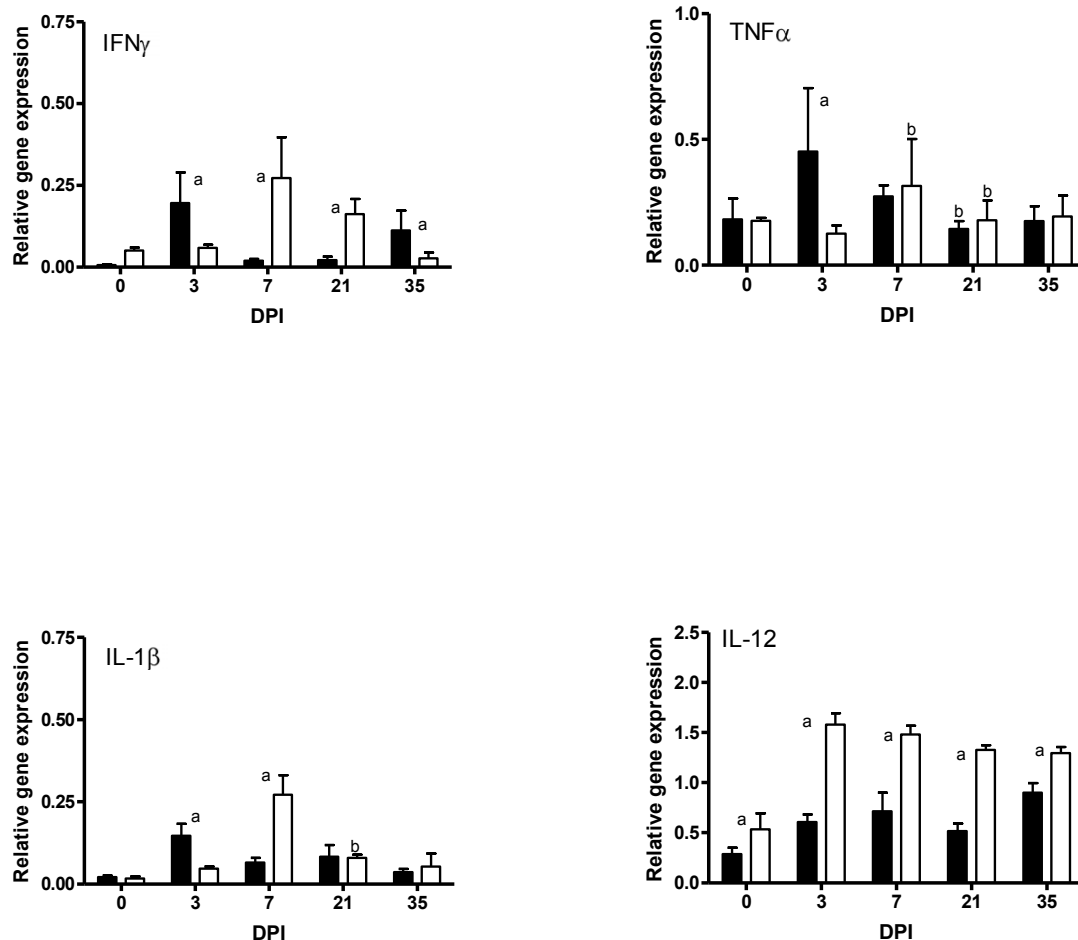 IFNγ
Relative gene expression
0.75
0.50
0.25
0.00
a
a
a
a
0 3 7 21 35
DPI
TNFα
Relative gene expression
1.0
0.5
0.0
a
b
b
b
0 3 7 21 35
DPI
IL-1β
Relative gene expression
0.75
0.50
0.25
0.00
a
a
b
0 3 7 21 35
DPI
IL-12
Relative gene expression
2.5
2.0
1.5
1.0
0.5
0.0
a
a
a
a
a
0 3 7 21 35
DPI